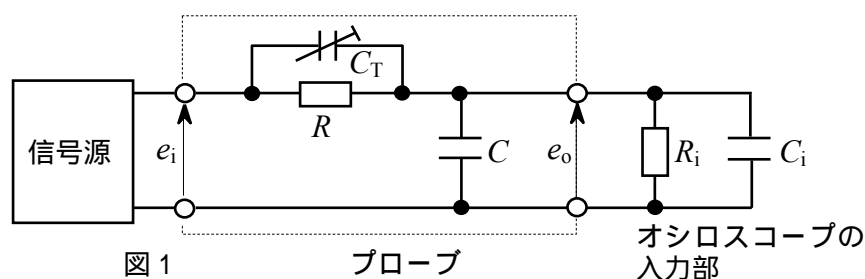 C_T
R
信号源
e_i
C
e_o
R_i
C_i
図 1
プローブ
オシロスコープの
入力部